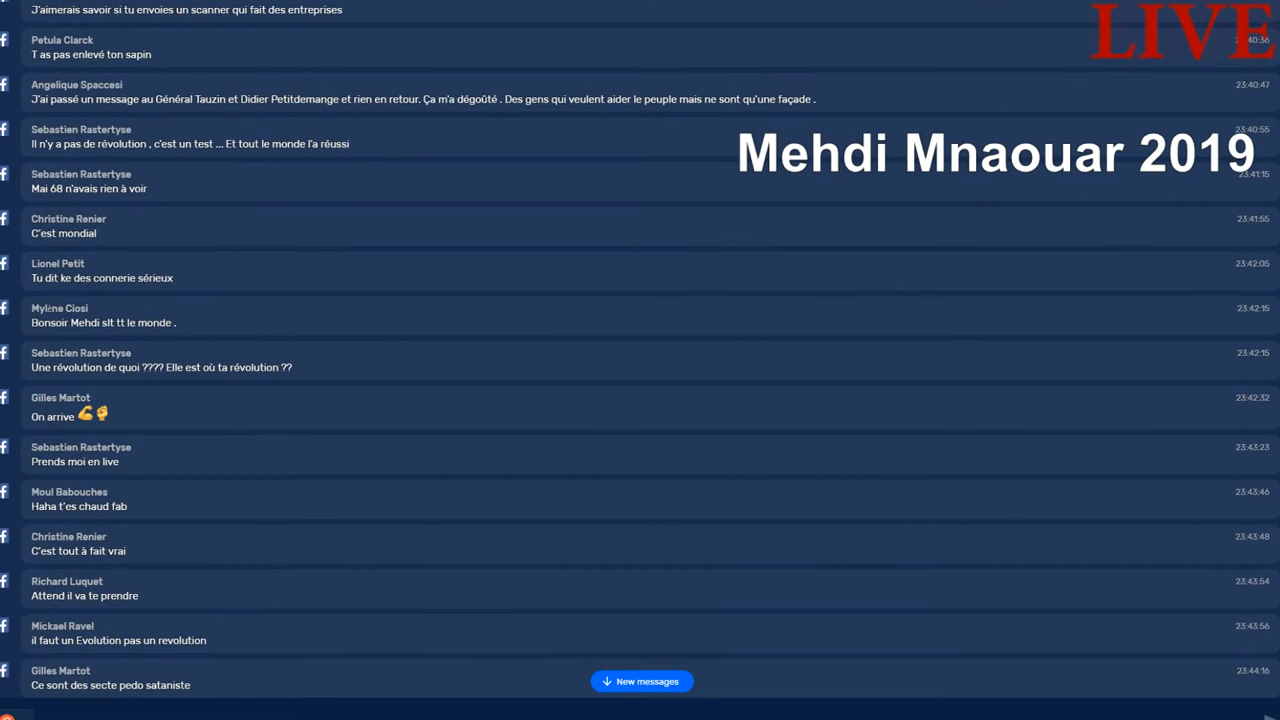 J'aimerais savoir si tu envoies un scanner qui fait des entreprises
LIVE
Petula Clarck
23:40:36
T as pas enlevé ton sapin
Angelique Spaccesi
23:40:47
J'ai passé un message au Général Tauzin et Didier Petitdemange et rien en retour. Ça m'a dégoûté . Des gens qui veulent aider le peuple mais ne sont qu'une façade .
Sebastien Rastertyse
23:40:55
Il n'y a pas de révolution , c'est un test ... Et tout le monde l'a réussi
Mehdi Mnaouar 2019
Sebastien Rastertyse
23:41:15
Mai 68 n'avais rien à voir
Christine Renier
23:41:55
C'est mondial
Lionel Petit
23:42:05
Tu dit ke des connerie sérieux
Mylène Ciosi
23:42:15
Bonsoir Mehdi slt tt le monde .
Sebastien Rastertyse
23:42:15
Une révolution de quoi ???? Elle est où ta révolution ??
Gilles Martot
23:42:32
On arrive 💪✊
Sebastien Rastertyse
23:43:23
Prends moi en live
Moul Babouches
23:43:46
Haha t'es chaud fab
Christine Renier
23:43:48
C'est tout à fait vrai
Richard Luquet
23:43:54
Attend il va te prendre
Mickael Ravel
23:43:56
il faut un Evolution pas un revolution
Gilles Martot
23:44:16
Ce sont des secte pedo sataniste
New messages